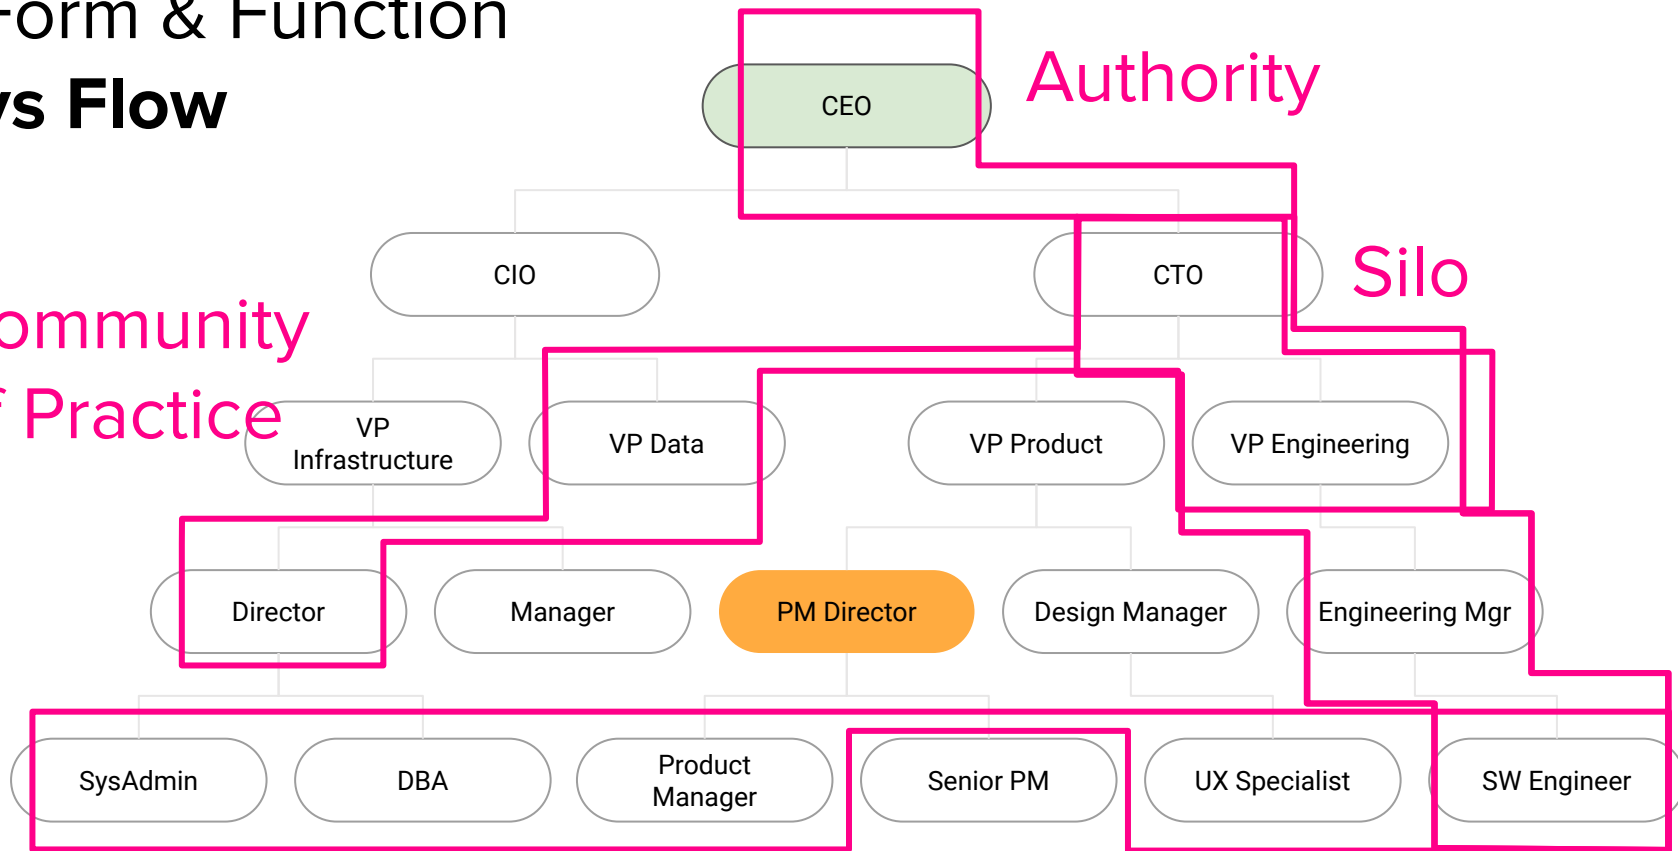 Form & Function
ys Flow
Authority
CEO
Silo
CIO
CTO
ommunity
f Practice
VP
Infrastructure
VP Data
VP Product
VP Engineering
Director
Manager
PM Director
Design Manager
Engineering Mgr
SysAdmin
DBA
Product
Manager
Senior PM
UX Specialist
SW Engineer